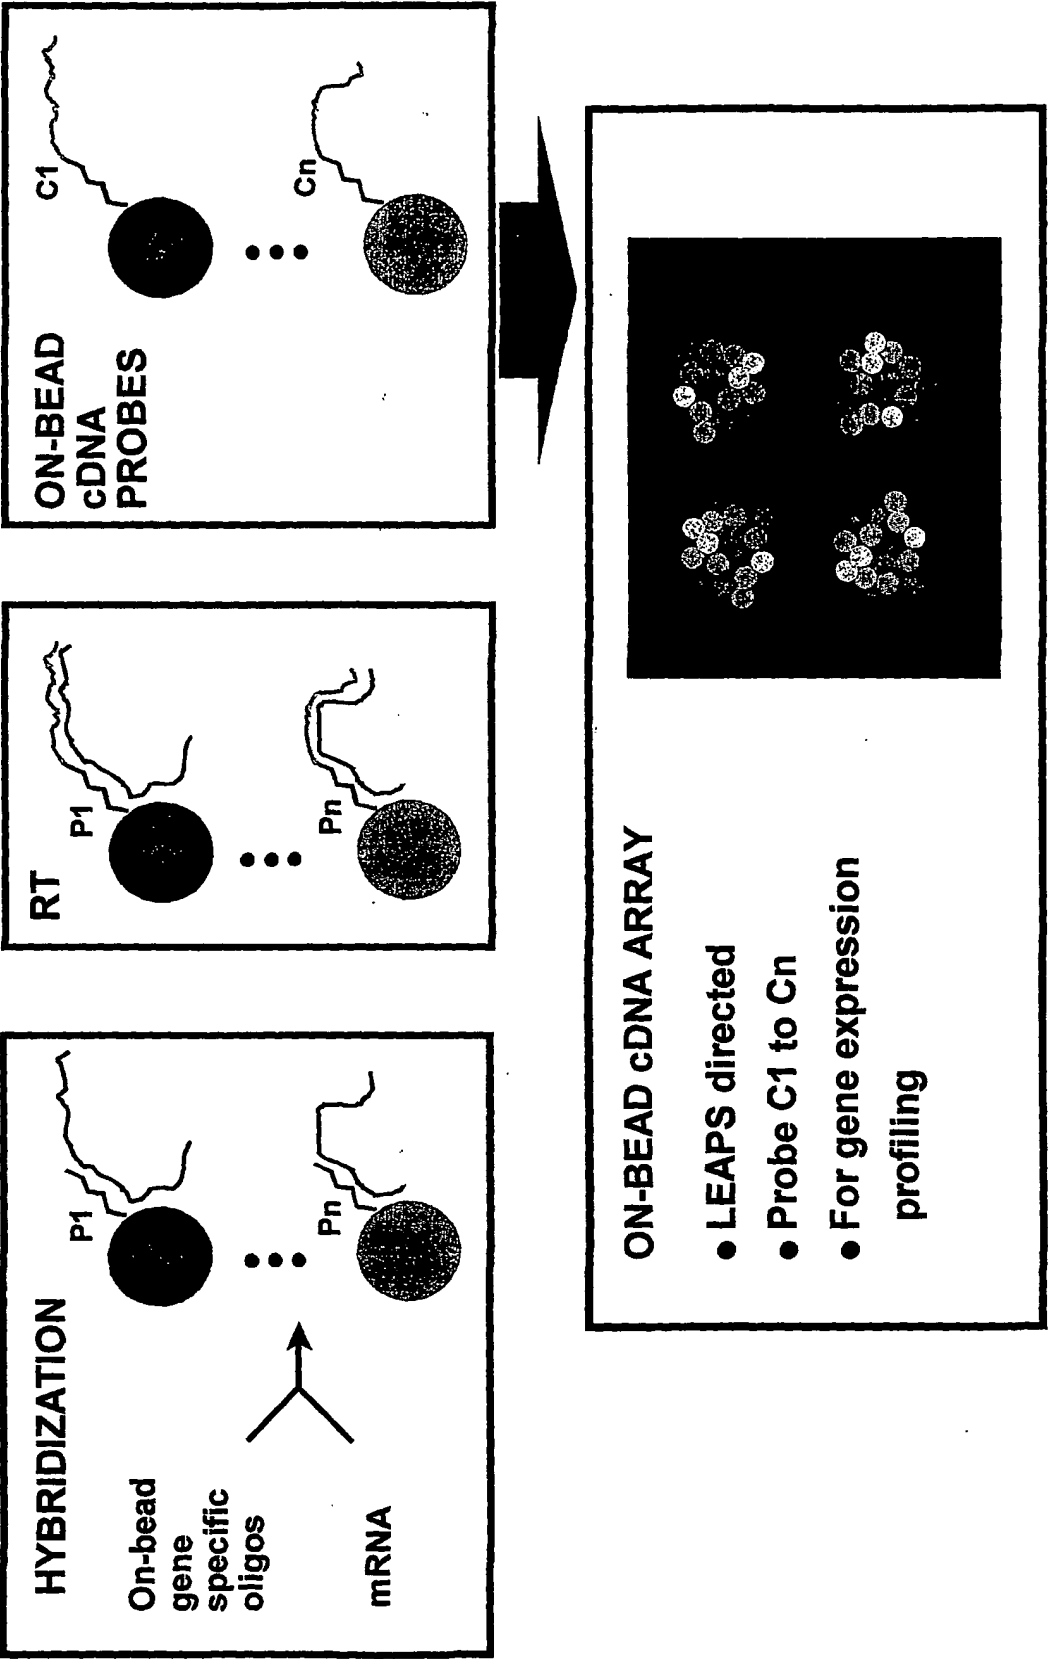 HYBRIDIZATION
On-bead
gene
specific
oligos
mRNA
P1
Pn
RT
P1
Pn
ON-BEAD
cDNA
PROBES
C1
Cn
ON-BEAD cDNA ARRAY
● LEAPS directed
● Probe C1 to Cn
● For gene expression
profiling